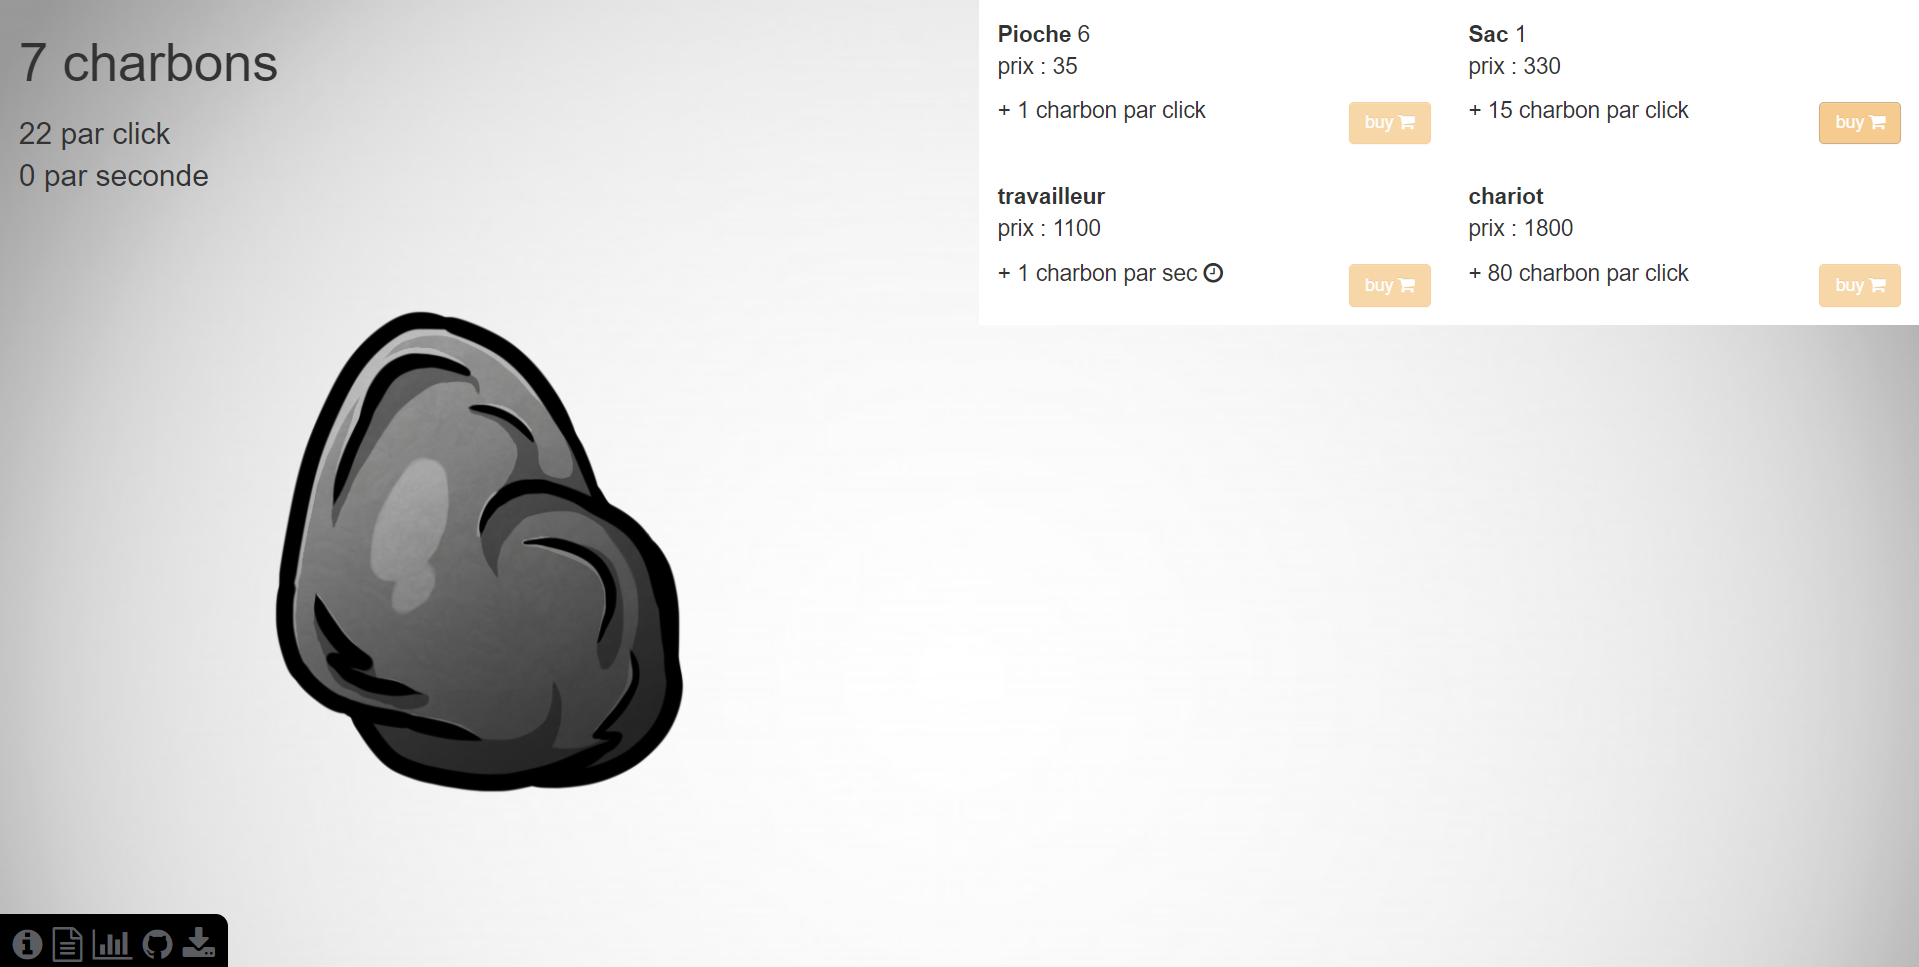 7 charbons
22 par click
0 par seconde
Pioche 6
prix : 35
+ 1 charbon par click
buy
Sac 1
prix : 330
+ 15 charbon par click
buy
travailleur
prix : 1100
+ 1 charbon par sec
buy
chariot
prix : 1800
+ 80 charbon par click
buy